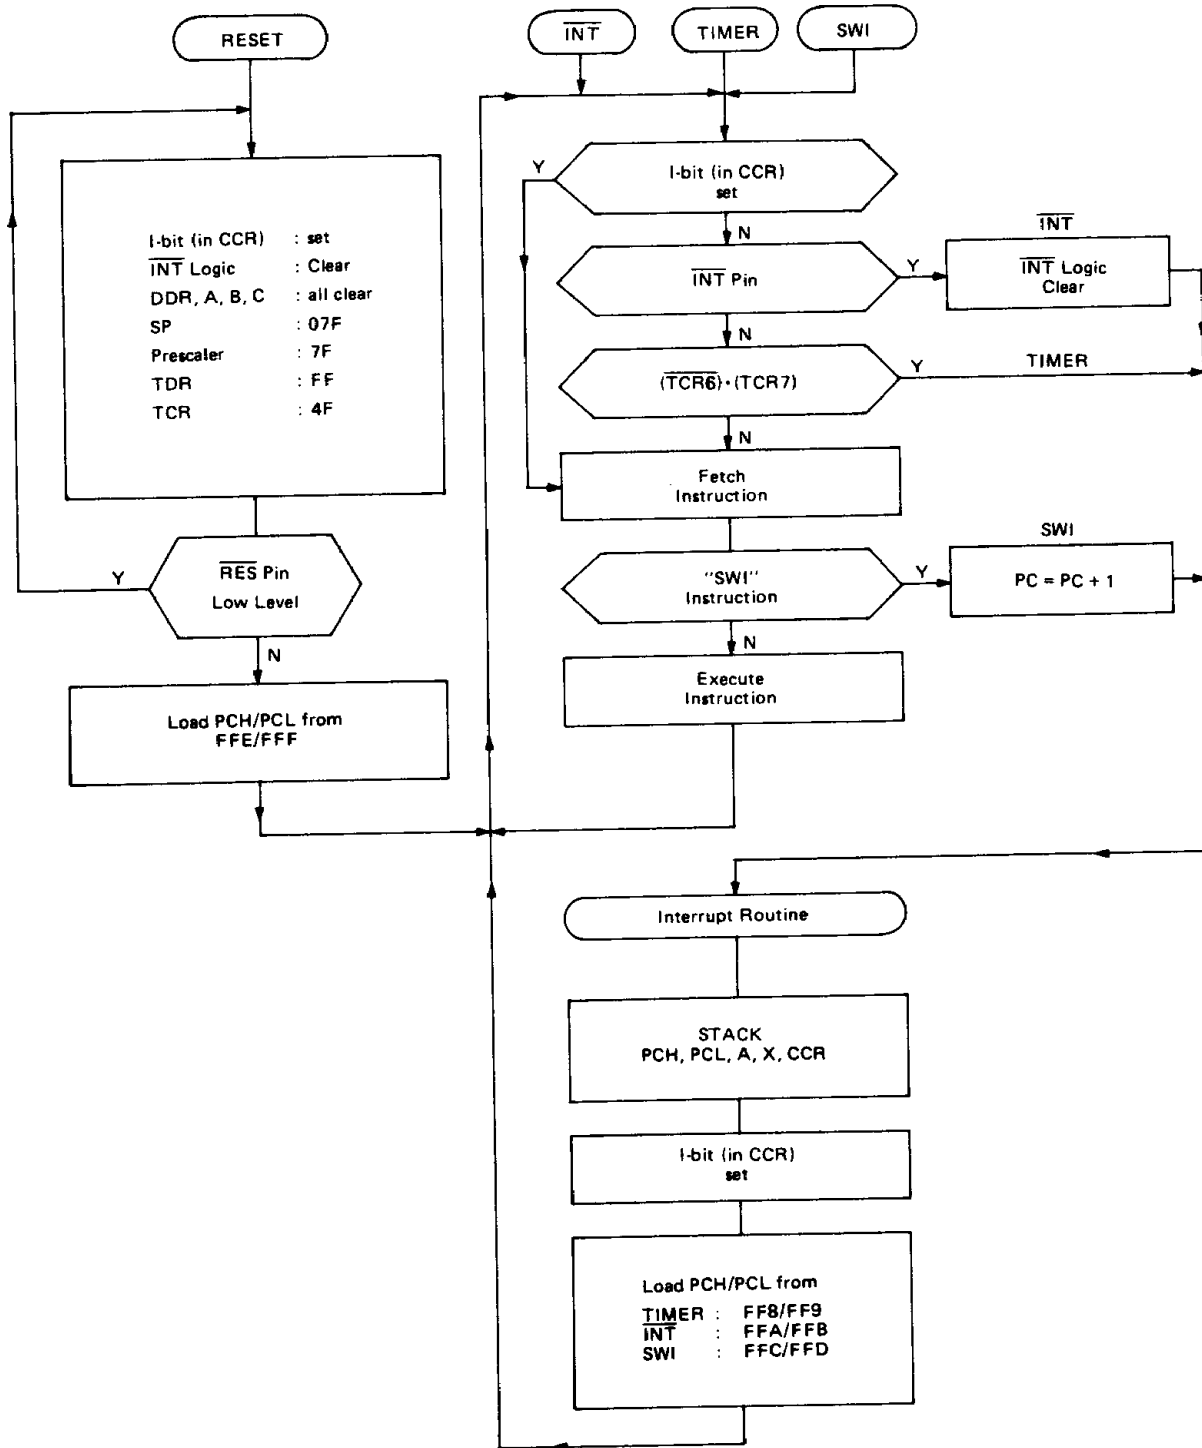 RESET
I-bit (in CCR) : set
INT Logic : Clear
DDR, A, B, C : all clear
SP : 07F
Prescaler : 7F
TDR : FF
TCR : 4F
RES Pin
Low Level
Y
N
Load PCH/PCL from
FFE/FFF
INT
TIMER
SWI
I-bit (in CCR)
set
Y
N
INT Pin
Y
N
INT
INT Logic
Clear
(TCR6)·(TCR7)
Y
TIMER
N
Fetch
Instruction
"SWI"
Instruction
Y
N
SWI
PC = PC + 1
Execute
Instruction
Interrupt Routine
STACK
PCH, PCL, A, X, CCR
I-bit (in CCR)
set
Load PCH/PCL from
TIMER : FF8/FF9
INT : FFA/FFB
SWI : FFC/FFD